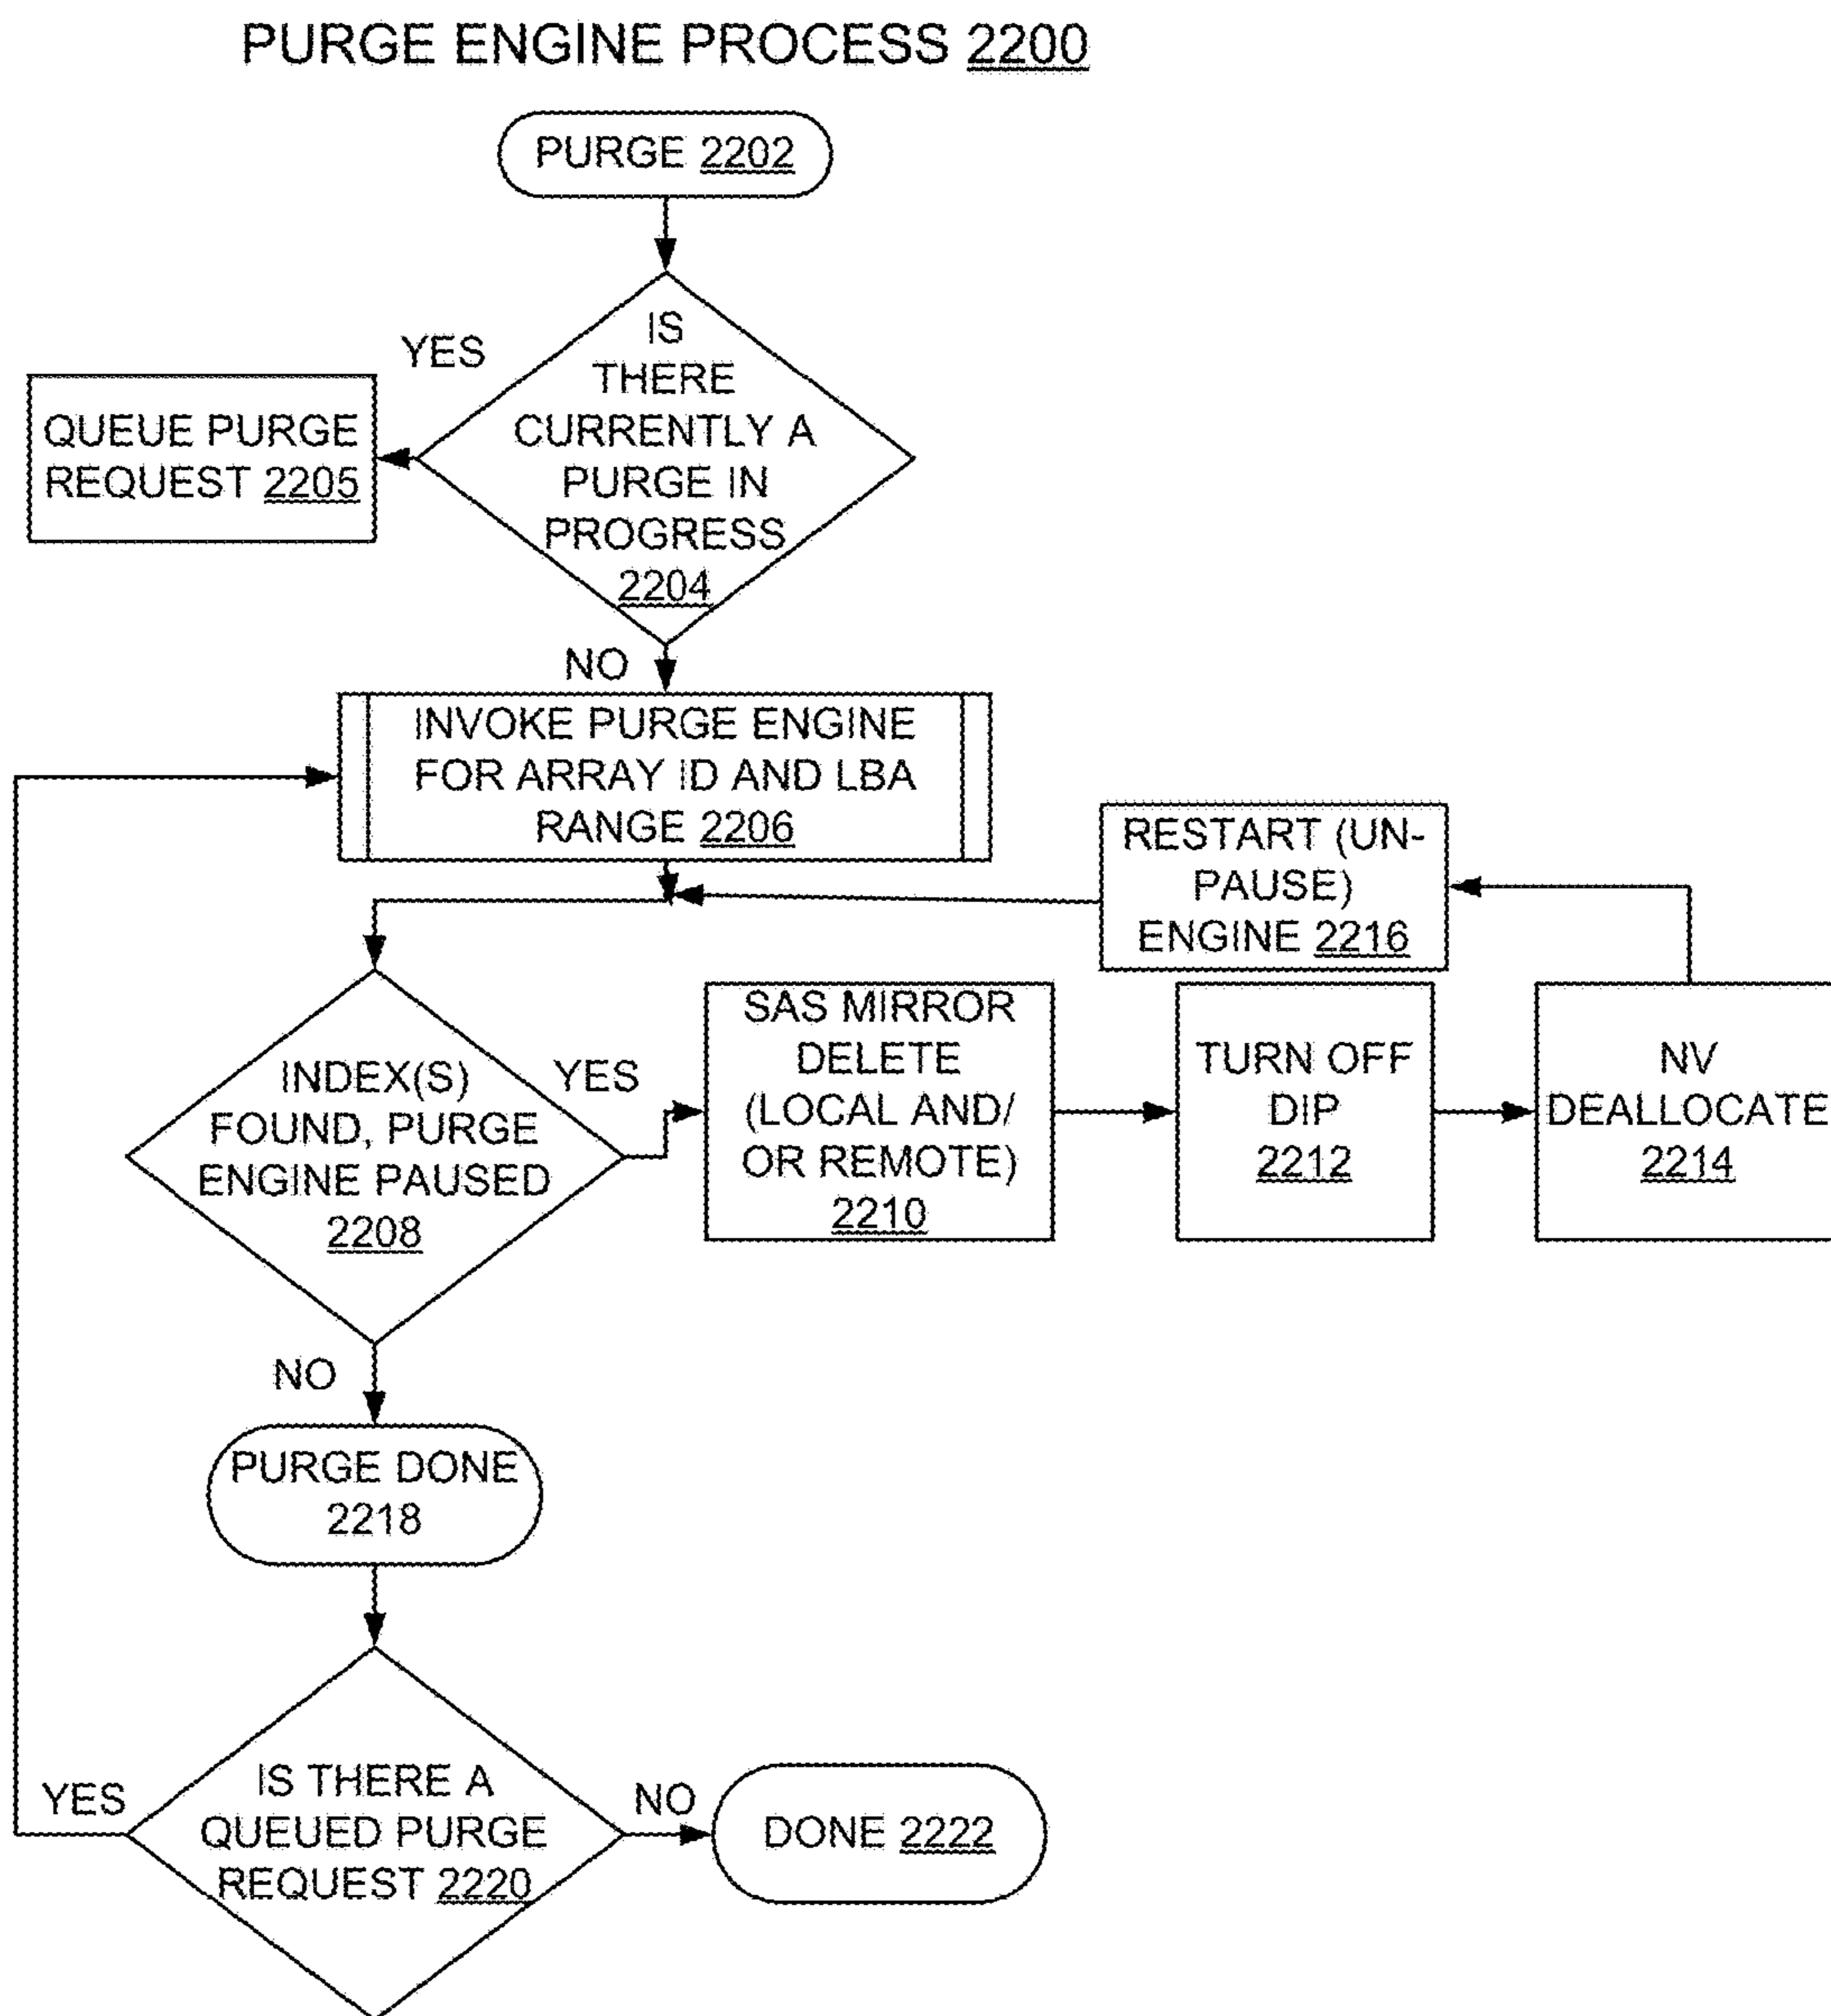 PURGE ENGINE PROCESS 2200
PURGE 2202
IS
THERE
CURRENTLY A
PURGE IN
PROGRESS
2204
YES
QUEUE PURGE
REQUEST 2205
NO
INVOKE PURGE ENGINE
FOR ARRAY ID AND LBA
RANGE 2206
RESTART (UN-
PAUSE)
ENGINE 2216
INDEX(S)
FOUND, PURGE
ENGINE PAUSED
2208
YES
SAS MIRROR
DELETE
(LOCAL AND/
OR REMOTE)
2210
TURN OFF
DIP
2212
NV
DEALLOCATE
2214
NO
PURGE DONE
2218
IS THERE A
QUEUED PURGE
REQUEST 2220
YES
NO
DONE 2222